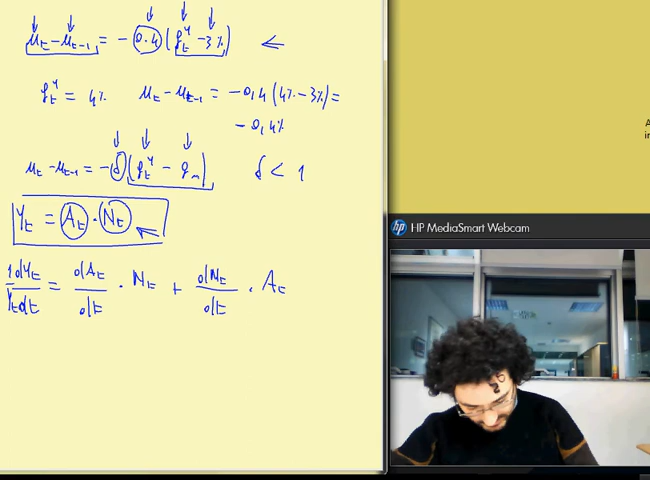 u_t - u_{t-1} = -0.4 (g_t^y - 3%) ←
g_t^y = 4% u_t - u_{t-1} = -0,4 (4% - 3%) =
-0,4%
u_t - u_{t-1} = -δ (g_t^y - g_n) δ < 1
Y_t = A_t · N_t
1/Y_t dY_t/dt = dA_t/dt · N_t + dN_t/dt · A_t
hp HP MediaSmart Webcam